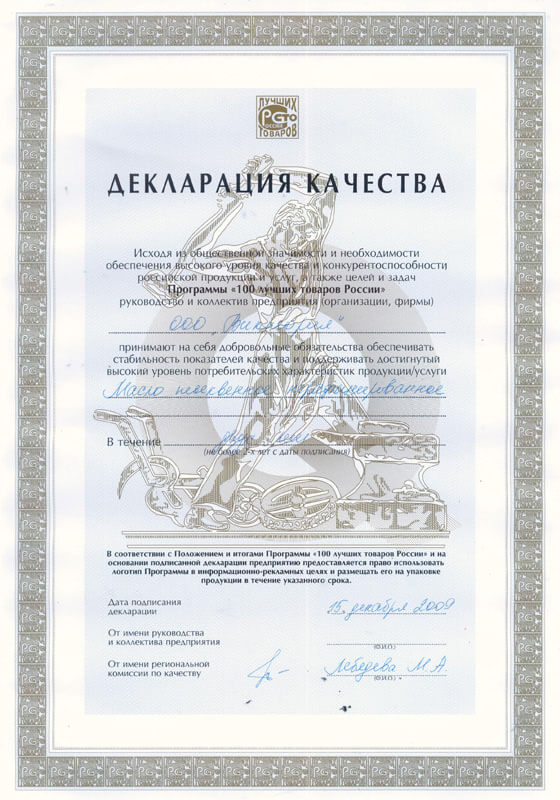 ЛУЧШИХ
СТО
ТОВАРОВ
ДЕКЛАРАЦИЯ КАЧЕСТВА
Исходя из общественной значимости и необходимости
обеспечения высокого уровня качества и конкурентоспособности
российской продукции и услуг, а также целей и задач
Программы «100 лучших товаров России»
руководство и коллектив предприятия (организации, фирмы)
ООО
принимают на себя добровольные обязательства обеспечивать
стабильность показателей качества и поддерживать достигнутый
высокий уровень потребительских характеристик продукции/услуги
Масло нерафинированное
В течение двух лет
(не более 2-х лет с даты подписания)
В соответствии с Положением и итогами Программы «100 лучших товаров России» и на
основании подписанной декларации предприятию предоставляется право использовать
логотип Программы в информационно-рекламных целях и размещать его на упаковке
продукции в течение указанного срока.
Дата подписания
декларации 15 декабря 2009
От имени руководства
и коллектива предприятия
(Ф.И.О.)
От имени региональной
комиссии по качеству Лебедева М.А.
(Ф.И.О.)